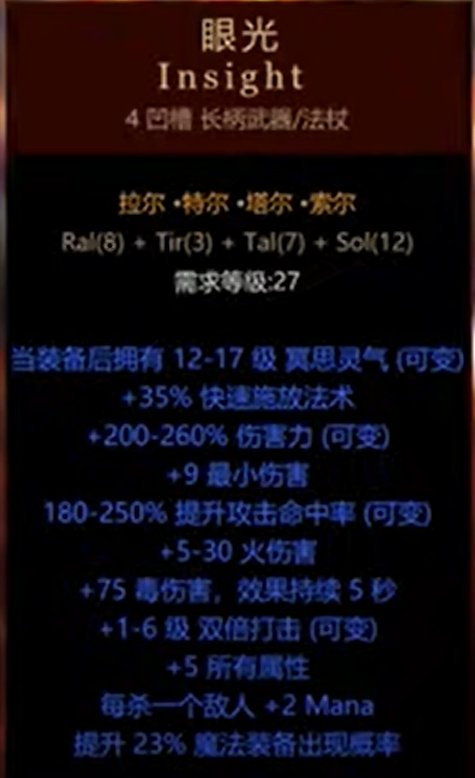 眼光
Insight
4 凹槽 长柄武器/法杖
拉尔 •特尔 •塔尔 •索尔
Ral(8) + Tir(3) + Tal(7) + Sol(12)
需求等级:27
当装备后拥有 12-17 级 冥思灵气 (可变)
+35% 快速施放法术
+200-260% 伤害力 (可变)
+9 最小伤害
180-250% 提升攻击命中率 (可变)
+5-30 火伤害
+75 毒伤害，效果持续 5 秒
+1-6 级 双倍打击 (可变)
+5 所有属性
每杀一个敌人 +2 Mana
提升 23% 魔法装备出现概率